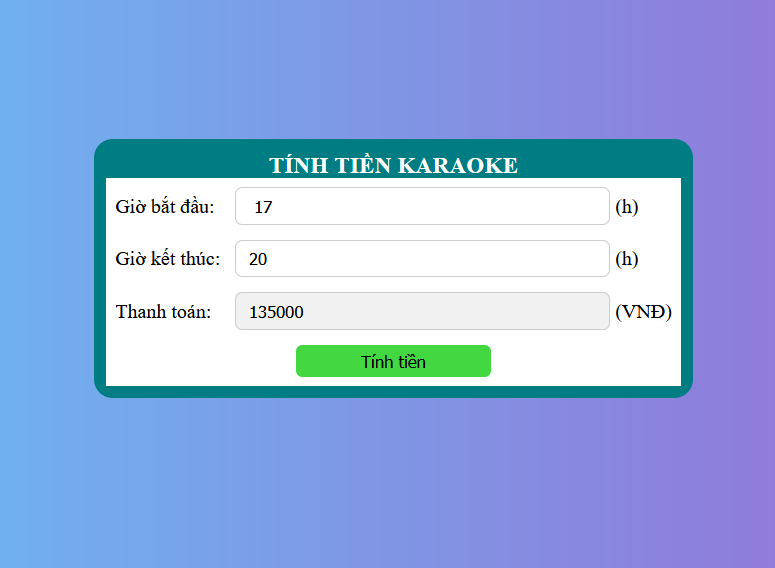 TÍNH TIỀN KARAOKE
Giờ bắt đầu: 17 (h)
Giờ kết thúc: 20 (h)
Thanh toán: 135000 (VNĐ)
Tính tiền